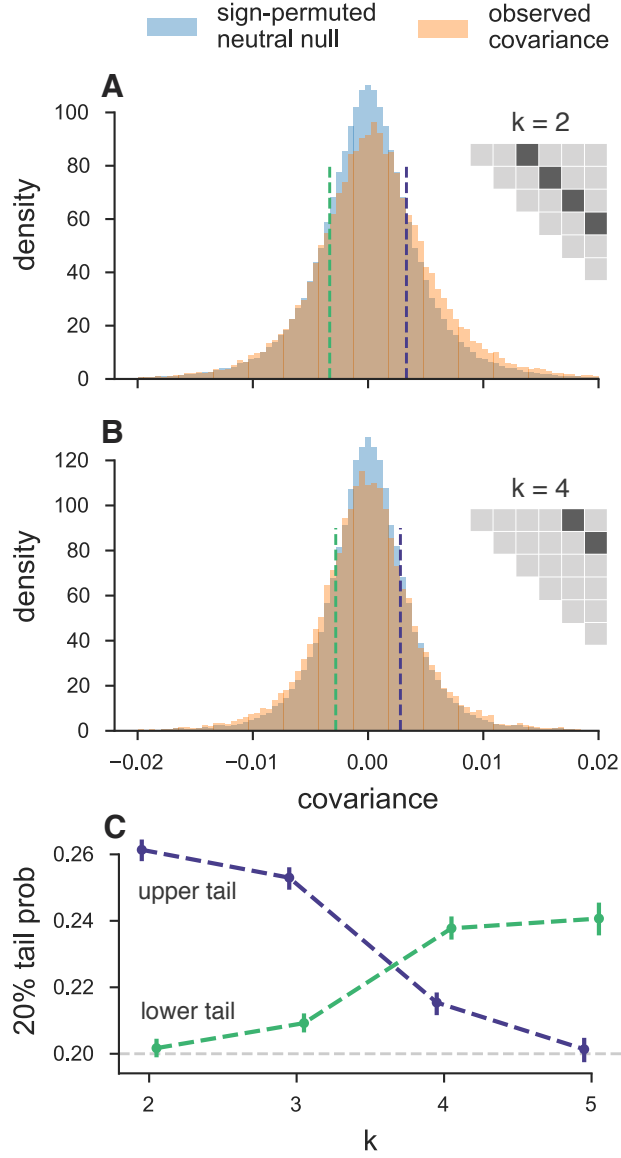 sign-permuted
neutral null
observed
covariance
A
k = 2
100
80
60
40
20
0
density
B
k = 4
120
100
80
60
40
20
0
density
−0.02
−0.01
0.00
0.01
0.02
covariance
C
0.26
0.24
0.22
0.20
20% tail prob
upper tail
lower tail
2
3
4
5
k